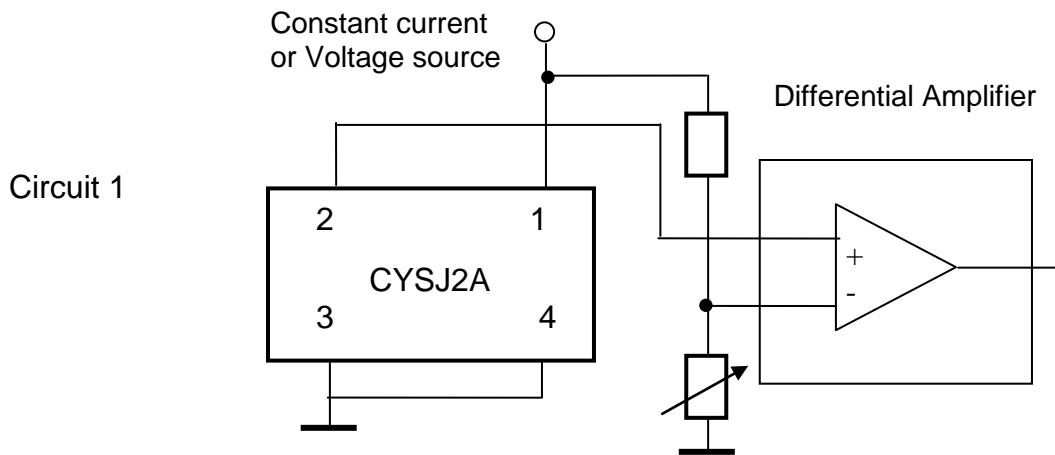 Constant current
or Voltage source
Differential Amplifier
Circuit 1
2 1
+
CYSJ2A
-
3 4